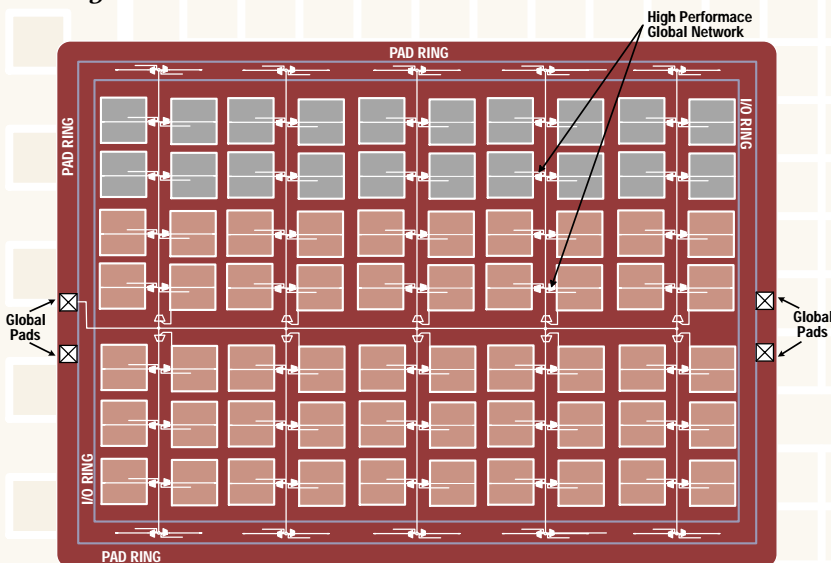 High Performace
Global Network
PAD RING
PAD RING
I/O RING
Global
Pads
Global
Pads
I/O RING
PAD RING